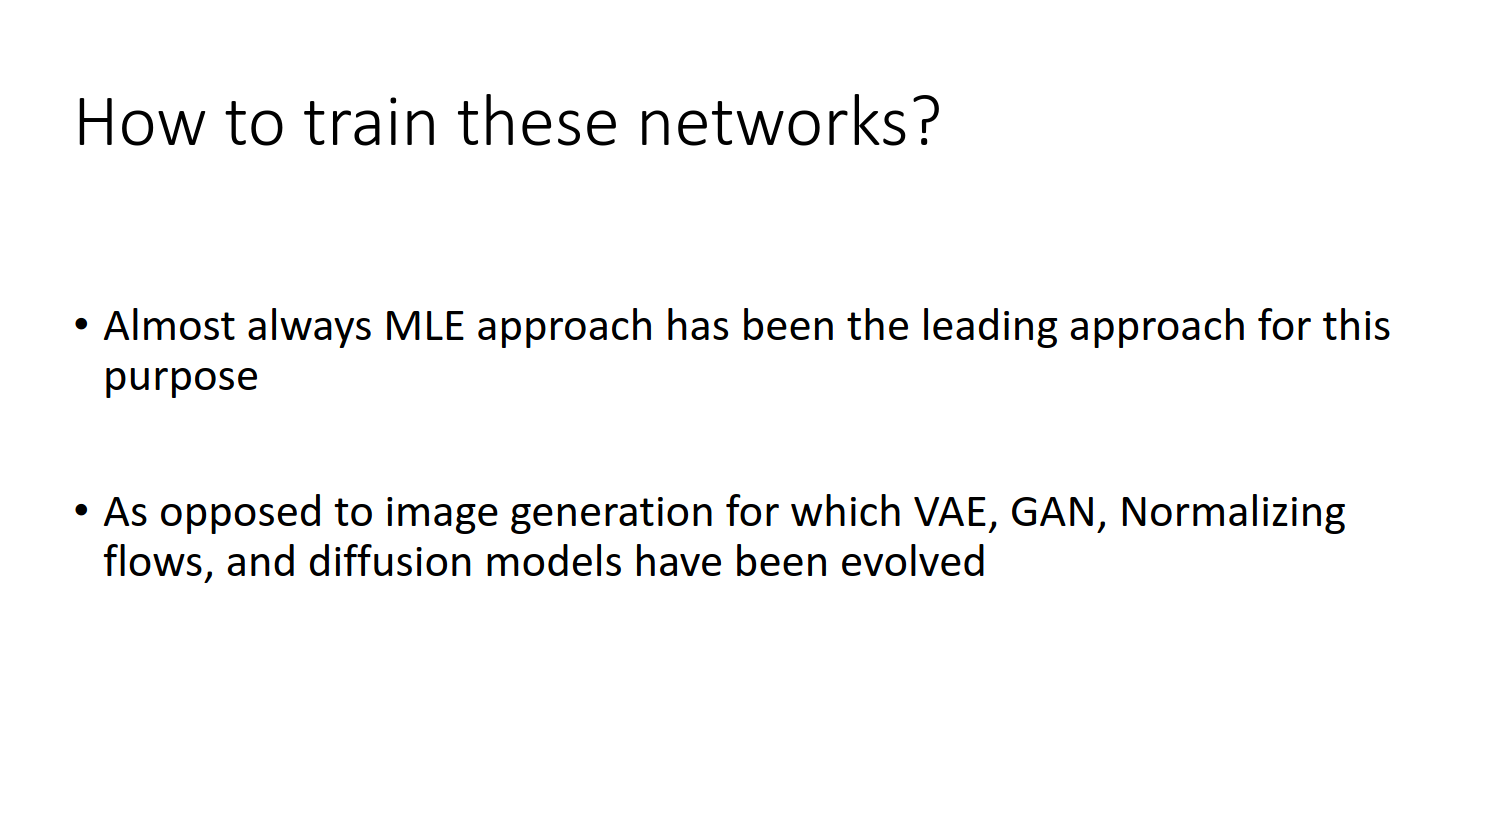 How to train these networks?
• Almost always MLE approach has been the leading approach for this
purpose
• As opposed to image generation for which VAE, GAN, Normalizing
flows, and diffusion models have been evolved